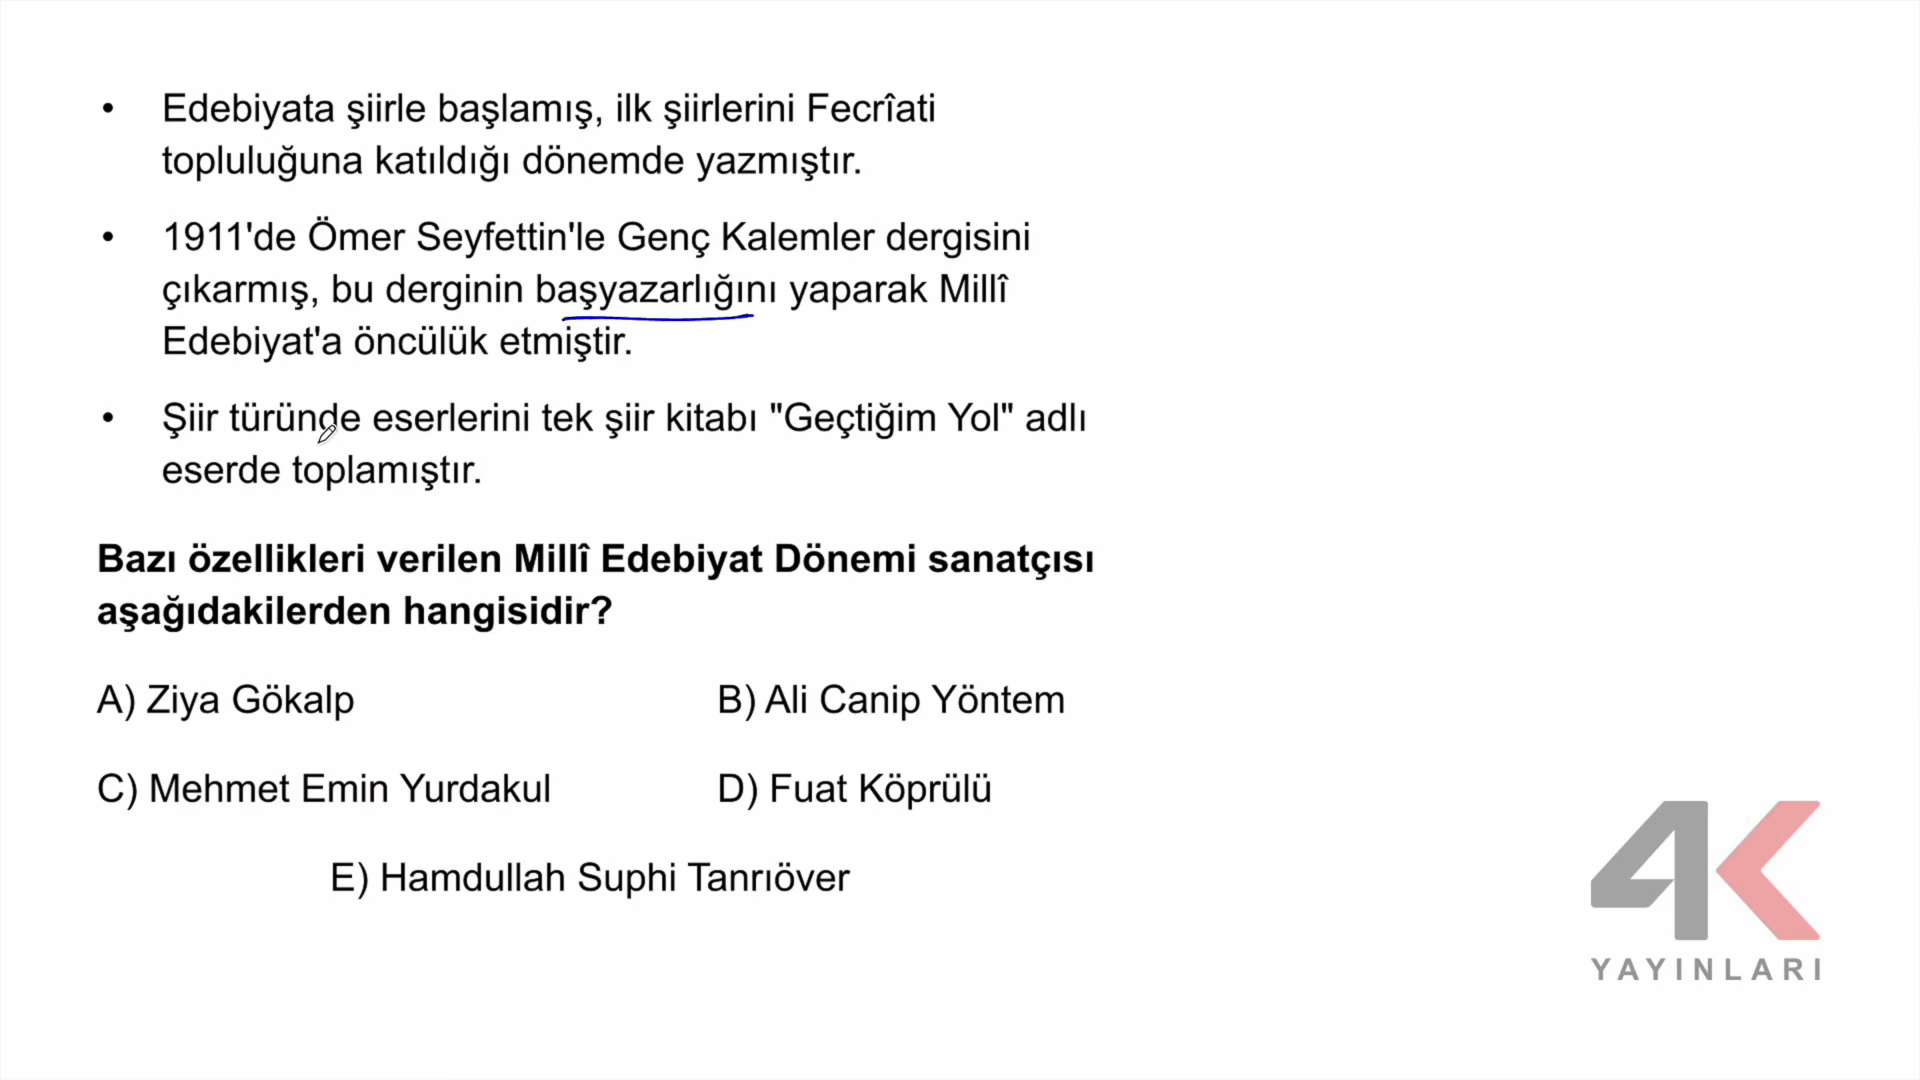 • Edebiyata şiirle başlamış, ilk şiirlerini Fecrîati
topluluğuna katıldığı dönemde yazmıştır.
• 1911'de Ömer Seyfettin'le Genç Kalemler dergisini
çıkarmış, bu derginin başyazarlığını yaparak Millî
Edebiyat'a öncülük etmiştir.
• Şiir türünde eserlerini tek şiir kitabı "Geçtiğim Yol" adlı
eserde toplamıştır.
Bazı özellikleri verilen Millî Edebiyat Dönemi sanatçısı
aşağıdakilerden hangisidir?
A) Ziya Gökalp
B) Ali Canip Yöntem
C) Mehmet Emin Yurdakul
D) Fuat Köprülü
E) Hamdullah Suphi Tanrıöver
4K
YAYINLARI